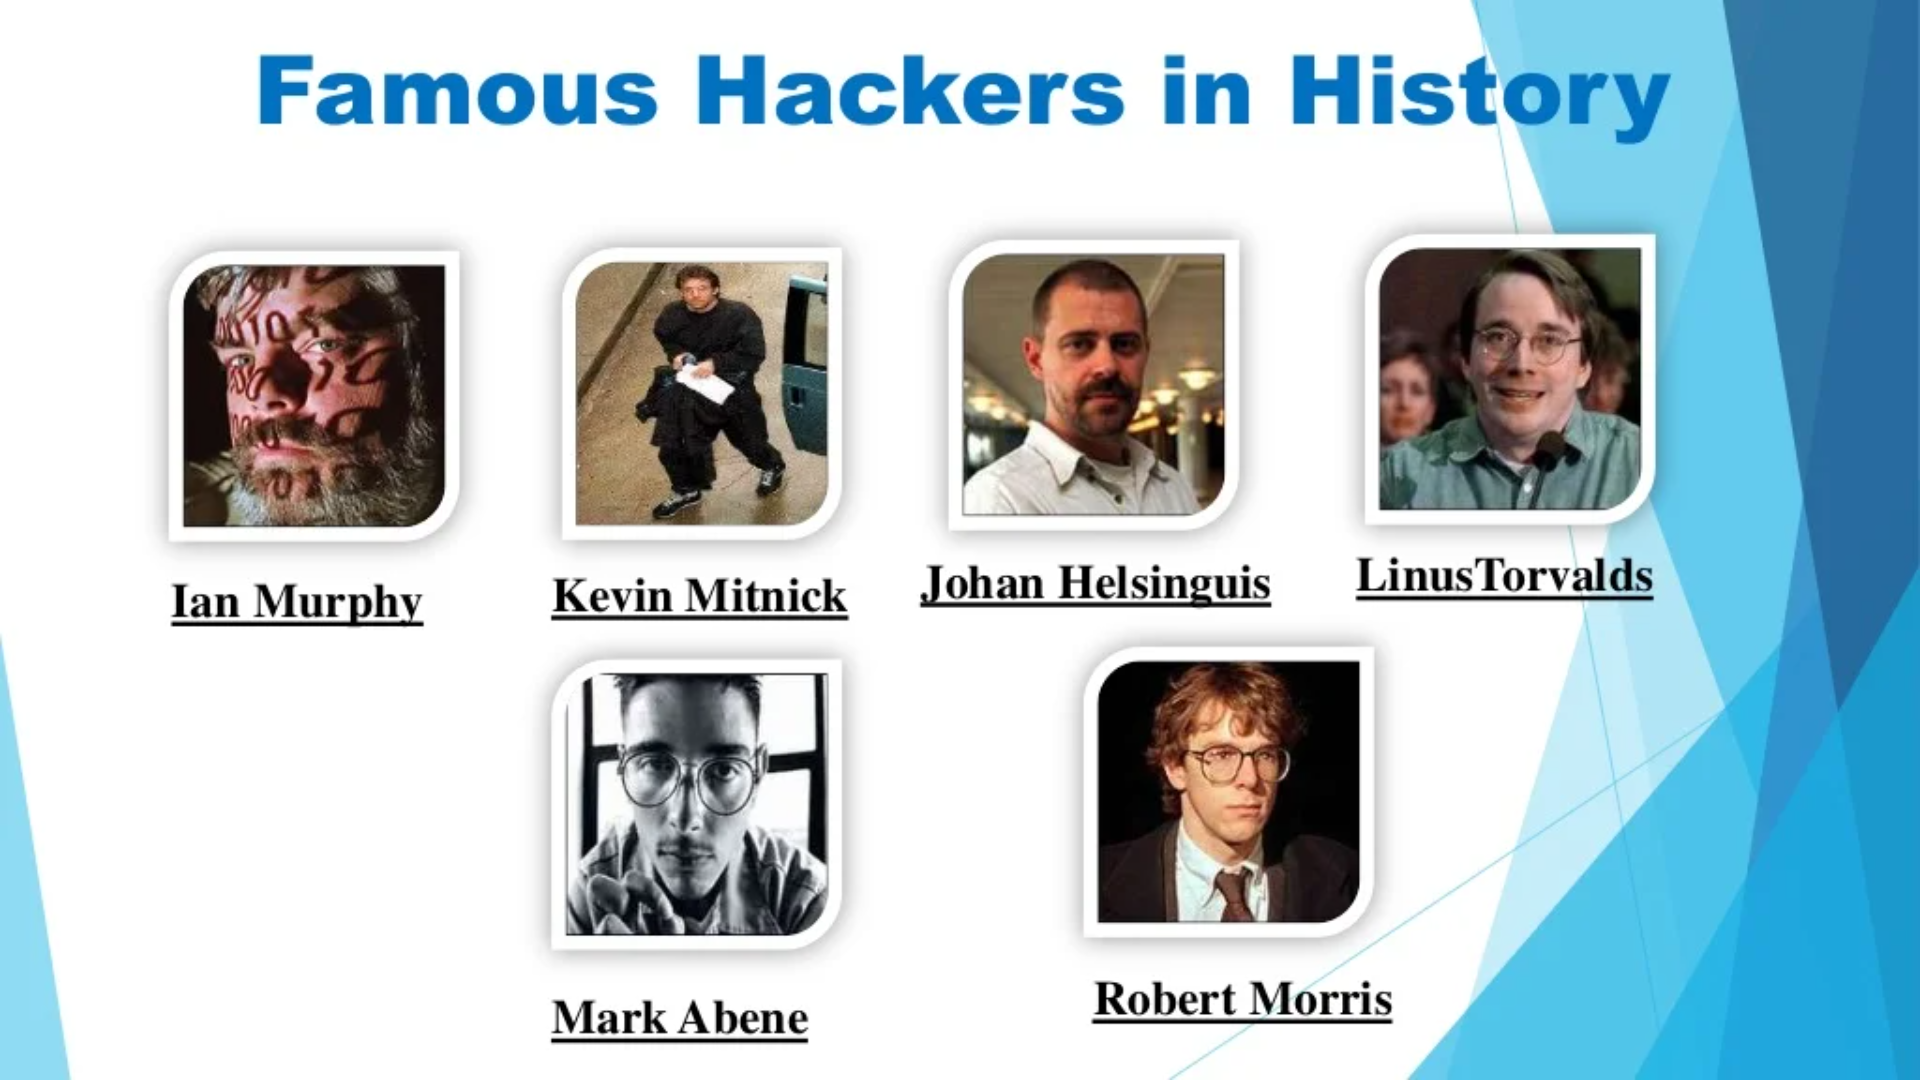 Famous Hackers in History
Ian Murphy
Kevin Mitnick
Johan Helsinguis
LinusTorvalds
Mark Abene
Robert Morris